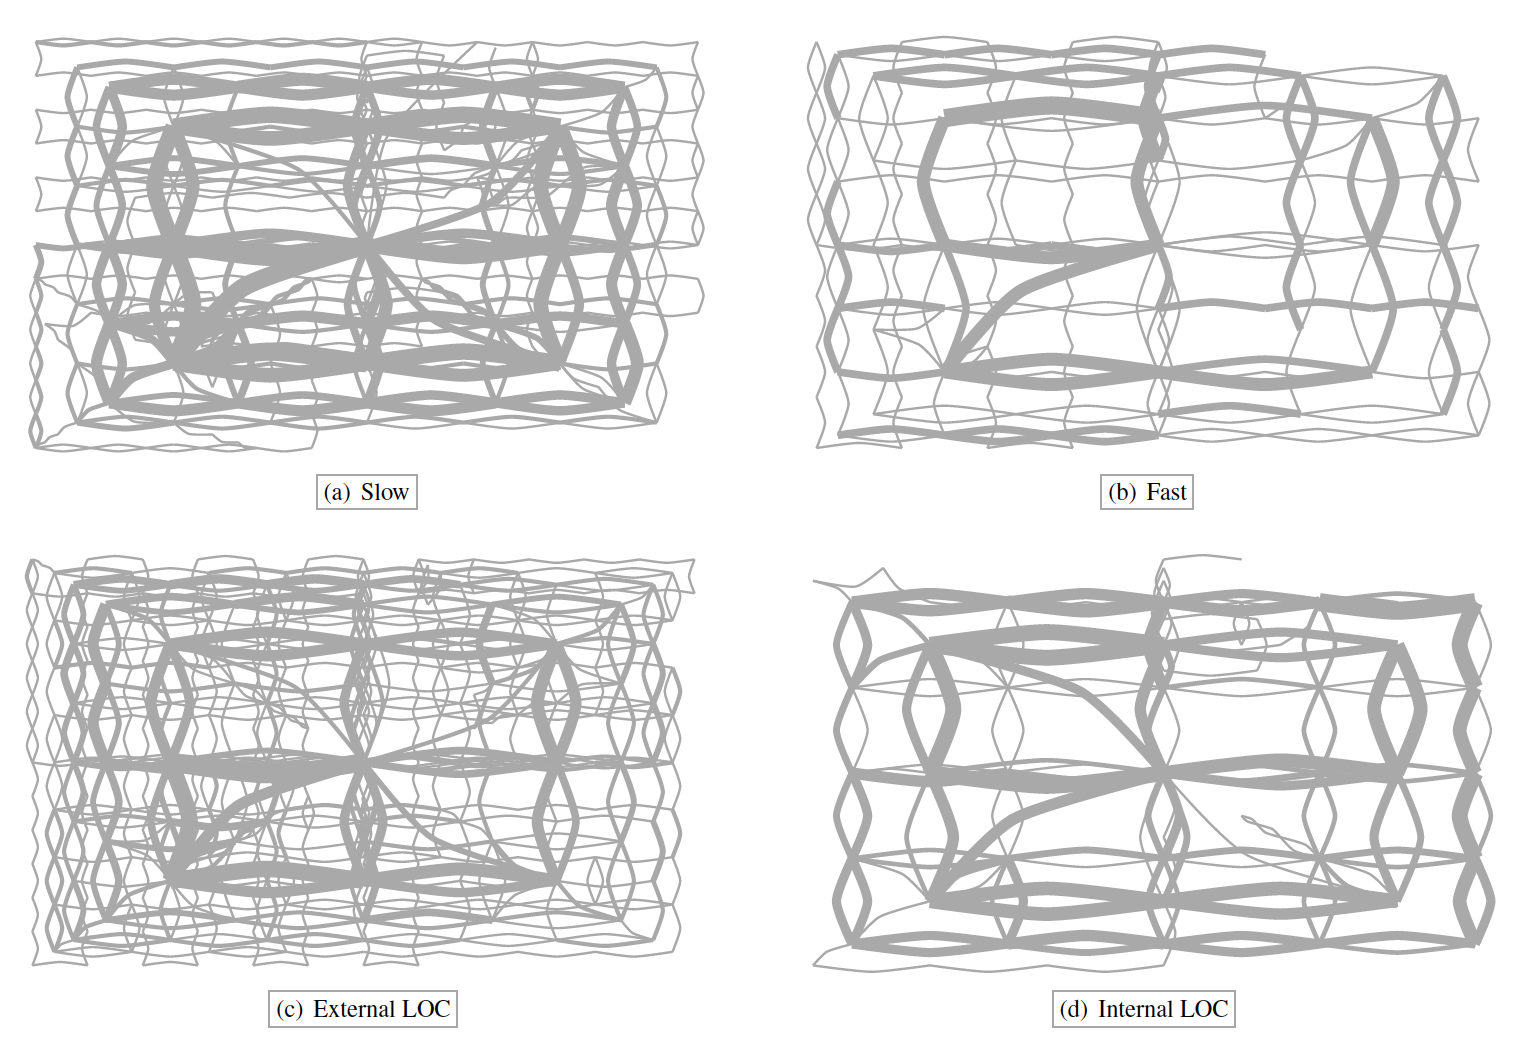 (a) Slow
(b) Fast
(c) External LOC
(d) Internal LOC